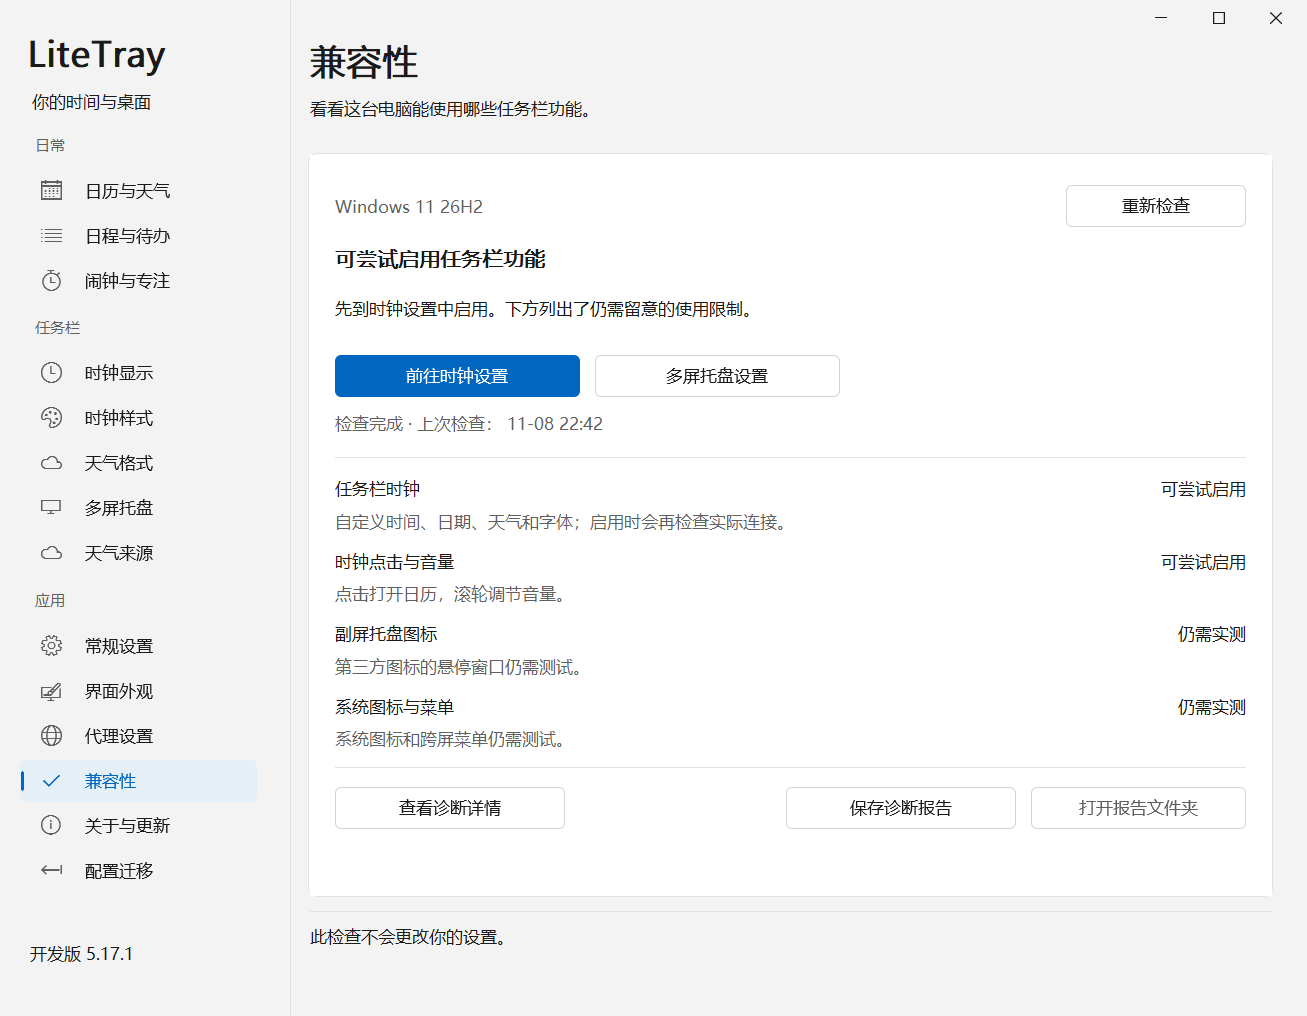 LiteTray
你的时间与桌面
日常
日历与天气
日程与待办
闹钟与专注
任务栏
时钟显示
时钟样式
天气格式
多屏托盘
天气来源
应用
常规设置
界面外观
代理设置
兼容性
关于与更新
配置迁移
开发版 5.17.1
兼容性
看看这台电脑能使用哪些任务栏功能。
Windows 11 26H2
重新检查
可尝试启用任务栏功能
先到时钟设置中启用。下方列出了仍需留意的使用限制。
前往时钟设置
多屏托盘设置
检查完成 · 上次检查： 11-08 22:42
任务栏时钟
可尝试启用
自定义时间、日期、天气和字体；启用时会再检查实际连接。
时钟点击与音量
可尝试启用
点击打开日历，滚轮调节音量。
副屏托盘图标
仍需实测
第三方图标的悬停窗口仍需测试。
系统图标与菜单
仍需实测
系统图标和跨屏菜单仍需测试。
查看诊断详情
保存诊断报告
打开报告文件夹
此检查不会更改你的设置。